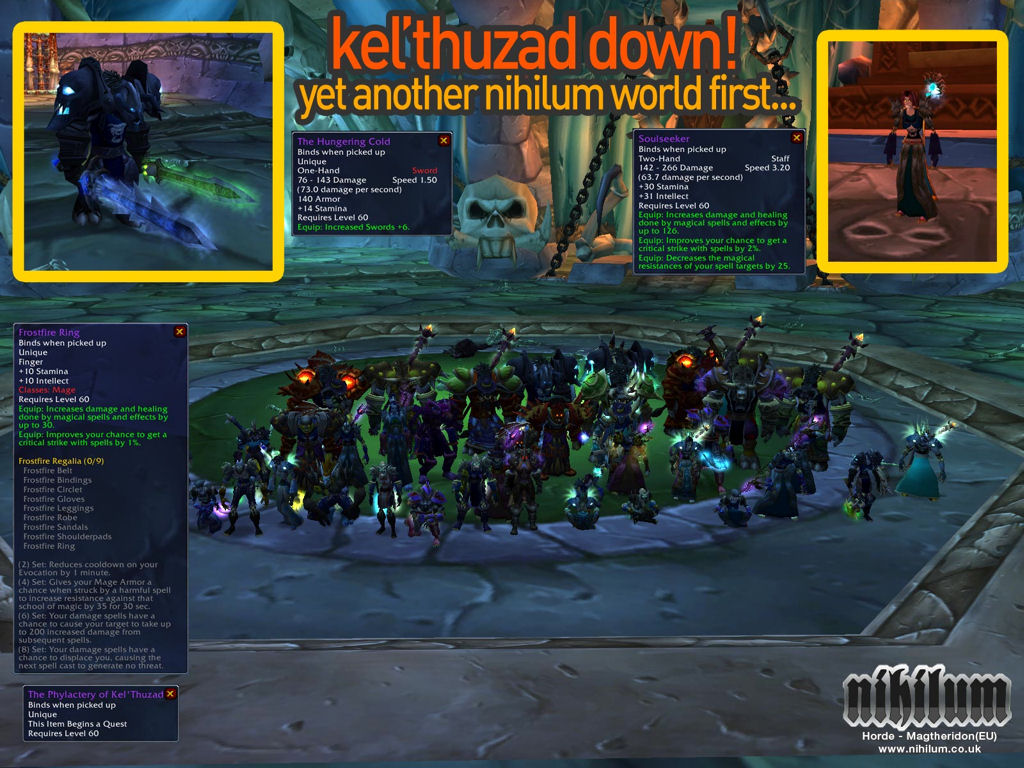 kel'thuzad down!
yet another nihilum world first...
The Hungering Cold
Binds when picked up
Unique
One-Hand Sword
76 - 143 Damage Speed 1.50
(73.0 damage per second)
140 Armor
+14 Stamina
Requires Level 60
Equip: Increased Swords +6.
Soulseeker
Binds when picked up
Two-Hand Staff
142 - 266 Damage Speed 3.20
(63.7 damage per second)
+30 Stamina
+31 Intellect
Requires Level 60
Equip: Increases damage and healing
done by magical spells and effects by
up to 126.
Equip: Improves your chance to get a
critical strike with spells by 2%.
Equip: Decreases the magical
resistances of your spell targets by 25.
Frostfire Ring
Binds when picked up
Unique
Finger
+10 Stamina
+10 Intellect
Classes: Mage
Requires Level 60
Equip: Increases damage and healing
done by magical spells and effects by
up to 30.
Equip: Improves your chance to get a
critical strike with spells by 1%.
Frostfire Regalia (0/9)
Frostfire Belt
Frostfire Bindings
Frostfire Circlet
Frostfire Gloves
Frostfire Leggings
Frostfire Robe
Frostfire Sandals
Frostfire Shoulderpads
Frostfire Ring
(2) Set: Reduces cooldown on your
Evocation by 1 minute.
(4) Set: Gives your Mage Armor a
chance when struck by a harmful spell
to increase resistance against that
school of magic by 35 for 30 sec.
(6) Set: Your damage spells have a
chance to cause your target to take up
to 200 increased damage from
subsequent spells.
(8) Set: Your damage spells have a
chance to displace you, causing the
next spell cast to generate no threat.
The Phylactery of Kel'Thuzad
Binds when picked up
Unique
This Item Begins a Quest
Requires Level 60
nihilum
Horde - Magtheridon(EU)
www.nihilum.co.uk